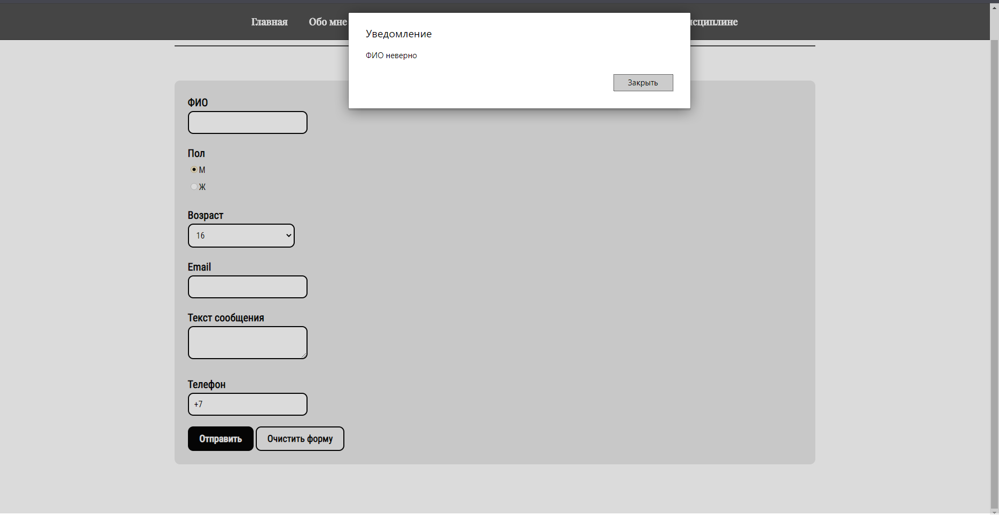 Главная Обо мне
Уведомление
ФИО неверно
Закрыть
ФИО
Пол
М
Ж
Возраст
16
Email
Текст сообщения
Телефон
+7
Отправить Очистить форму